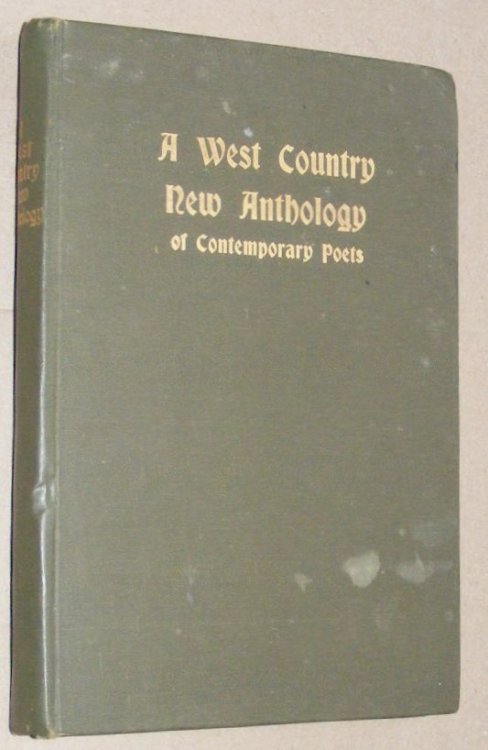 A West Country
New Anthology
of Contemporary Poets